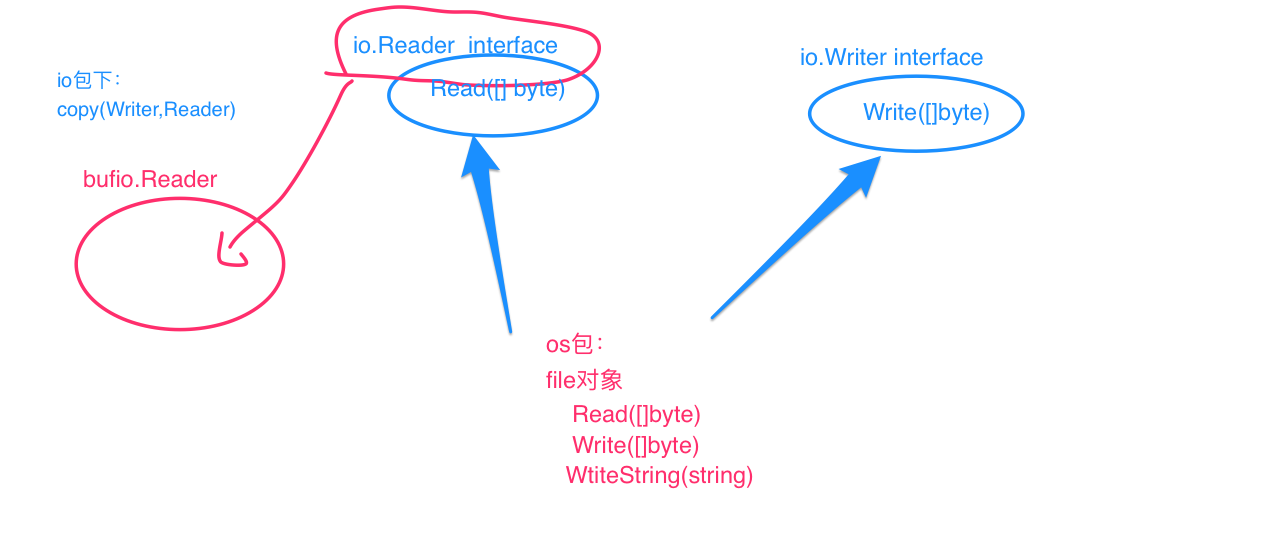 io.Reader  interface
Read([] byte)
io.Writer interface
Write([]byte)
io包下：
copy(Writer,Reader)
bufio.Reader
os包：
file对象
Read([]byte)
Write([]byte)
WtiteString(string)